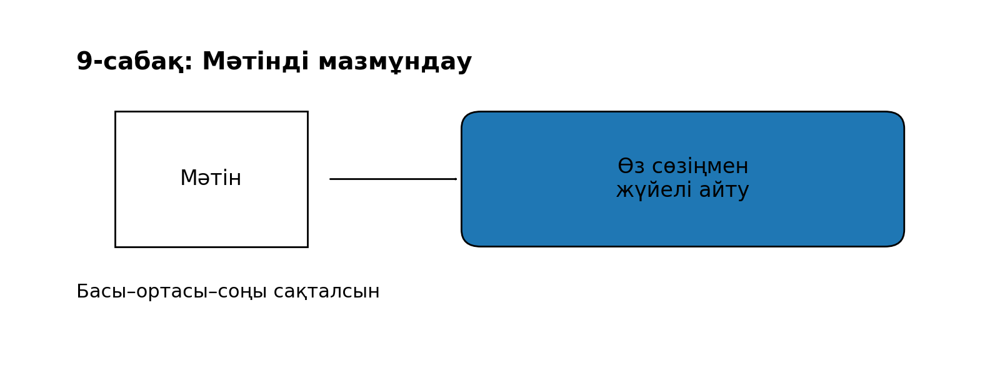 9-сабақ: Мәтінді мазмұндау
Мәтін
Өз сөзіңмен
жүйелі айту
Басы–ортасы–соңы сақталсын